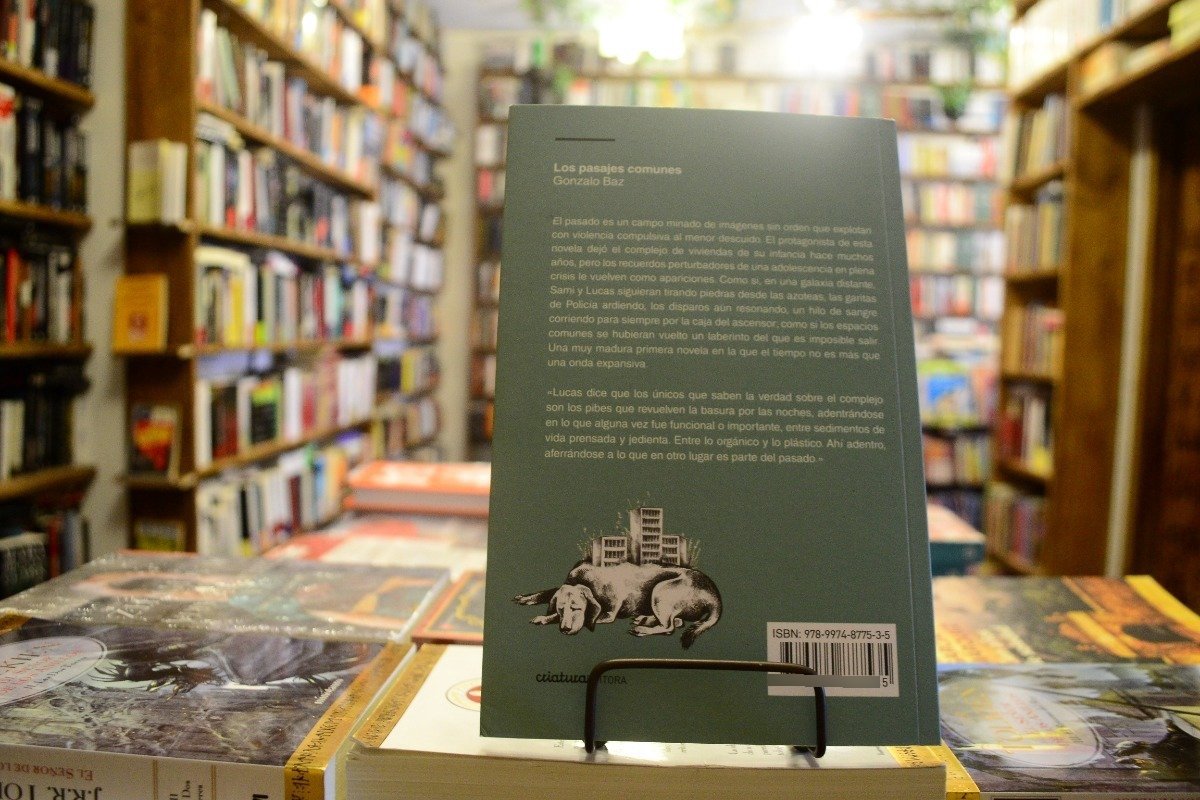 Los pasajes comunes
Gonzalo Baz
El pasado es un campo minado de imágenes sin orden que explotan
con violencia compulsiva al menor descuido. El protagonista de esta
novela dejó el complejo de viviendas de su infancia hace muchos
años, pero los recuerdos perturbadores de una adolescencia en plena
crisis le vuelven como apariciones. Como si, en una galaxia distante,
Sami y Lucas siguieran tirando piedras desde las azoteas, las garitas
de Policía ardiendo, los disparos aún resonando, un hilo de sangre
corriendo para siempre por la caja del ascensor; como si los espacios
comunes se hubieran vuelto un laberinto del que es imposible salir.
Una muy madura primera novela en la que el tiempo no es más que
una onda expansiva.
«Lucas dice que los únicos que saben la verdad sobre el complejo
son los pibes que revuelven la basura por las noches, adentrándose
en lo que alguna vez fue funcional o importante, entre sedimentos de
vida prensada y jedienta. Entre lo orgánico y lo plástico. Ahí adentro,
aferrándose a lo que en otro lugar es parte del pasado.»
ISBN: 978-9974-8775-3-5
5
criatura
EL SEÑOR DE
J.R.R.